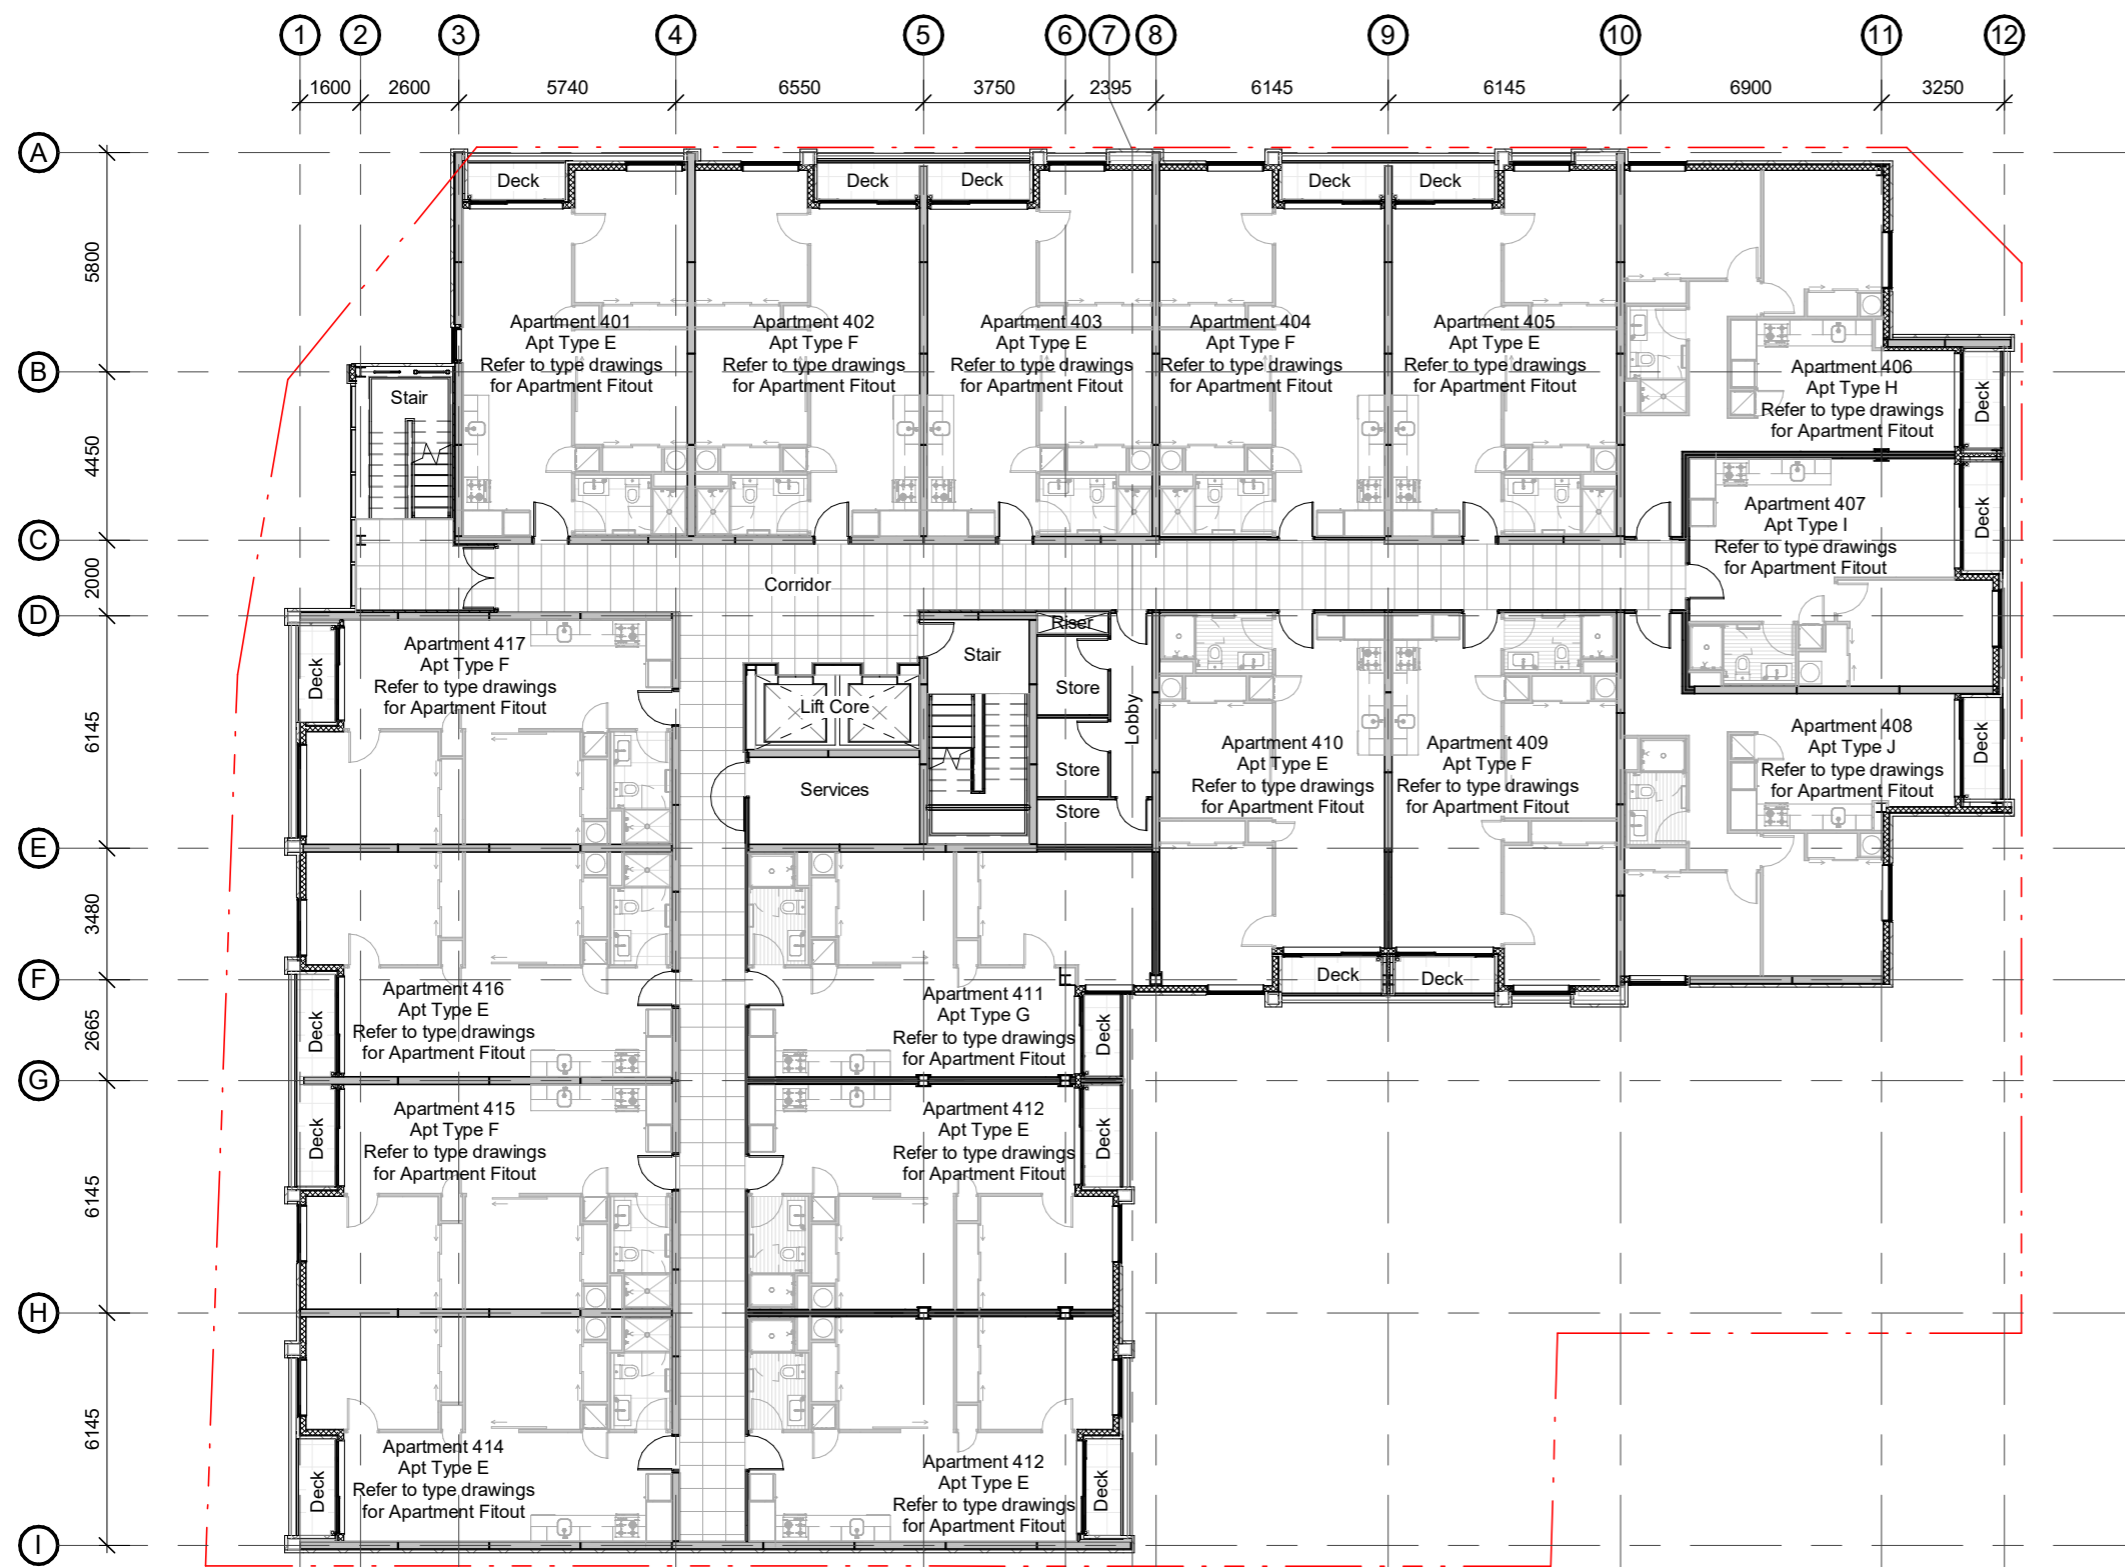 1 2 3 4 5 6 7 8 9 10 11 12
1600 2600 5740 6550 3750 2395 6145 6145 6900 3250
A
B
C
D
E
F
G
H
I
5800
4450
2000
6145
3480
2665
6145
6145
Deck
Deck
Deck
Deck
Deck
Apartment 401
Apt Type E
Refer to type drawings
for Apartment Fitout
Apartment 402
Apt Type F
Refer to type drawings
for Apartment Fitout
Apartment 403
Apt Type E
Refer to type drawings
for Apartment Fitout
Apartment 404
Apt Type F
Refer to type drawings
for Apartment Fitout
Apartment 405
Apt Type E
Refer to type drawings
for Apartment Fitout
Apartment 406
Apt Type H
Refer to type drawings
for Apartment Fitout
Deck
Stair
Apartment 407
Apt Type I
Refer to type drawings
for Apartment Fitout
Deck
Corridor
Apartment 417
Apt Type F
Refer to type drawings
for Apartment Fitout
Deck
Lift Core
Services
Stair
Riser
Store
Store
Store
Lobby
Apartment 410
Apt Type E
Refer to type drawings
for Apartment Fitout
Apartment 409
Apt Type F
Refer to type drawings
for Apartment Fitout
Apartment 408
Apt Type J
Refer to type drawings
for Apartment Fitout
Deck
Deck
Deck
Apartment 416
Apt Type E
Refer to type drawings
for Apartment Fitout
Deck
Apartment 411
Apt Type G
Refer to type drawings
for Apartment Fitout
Deck
Apartment 415
Apt Type F
Refer to type drawings
for Apartment Fitout
Deck
Apartment 412
Apt Type E
Refer to type drawings
for Apartment Fitout
Deck
Apartment 414
Apt Type E
Refer to type drawings
for Apartment Fitout
Deck
Apartment 412
Apt Type E
Refer to type drawings
for Apartment Fitout
Deck